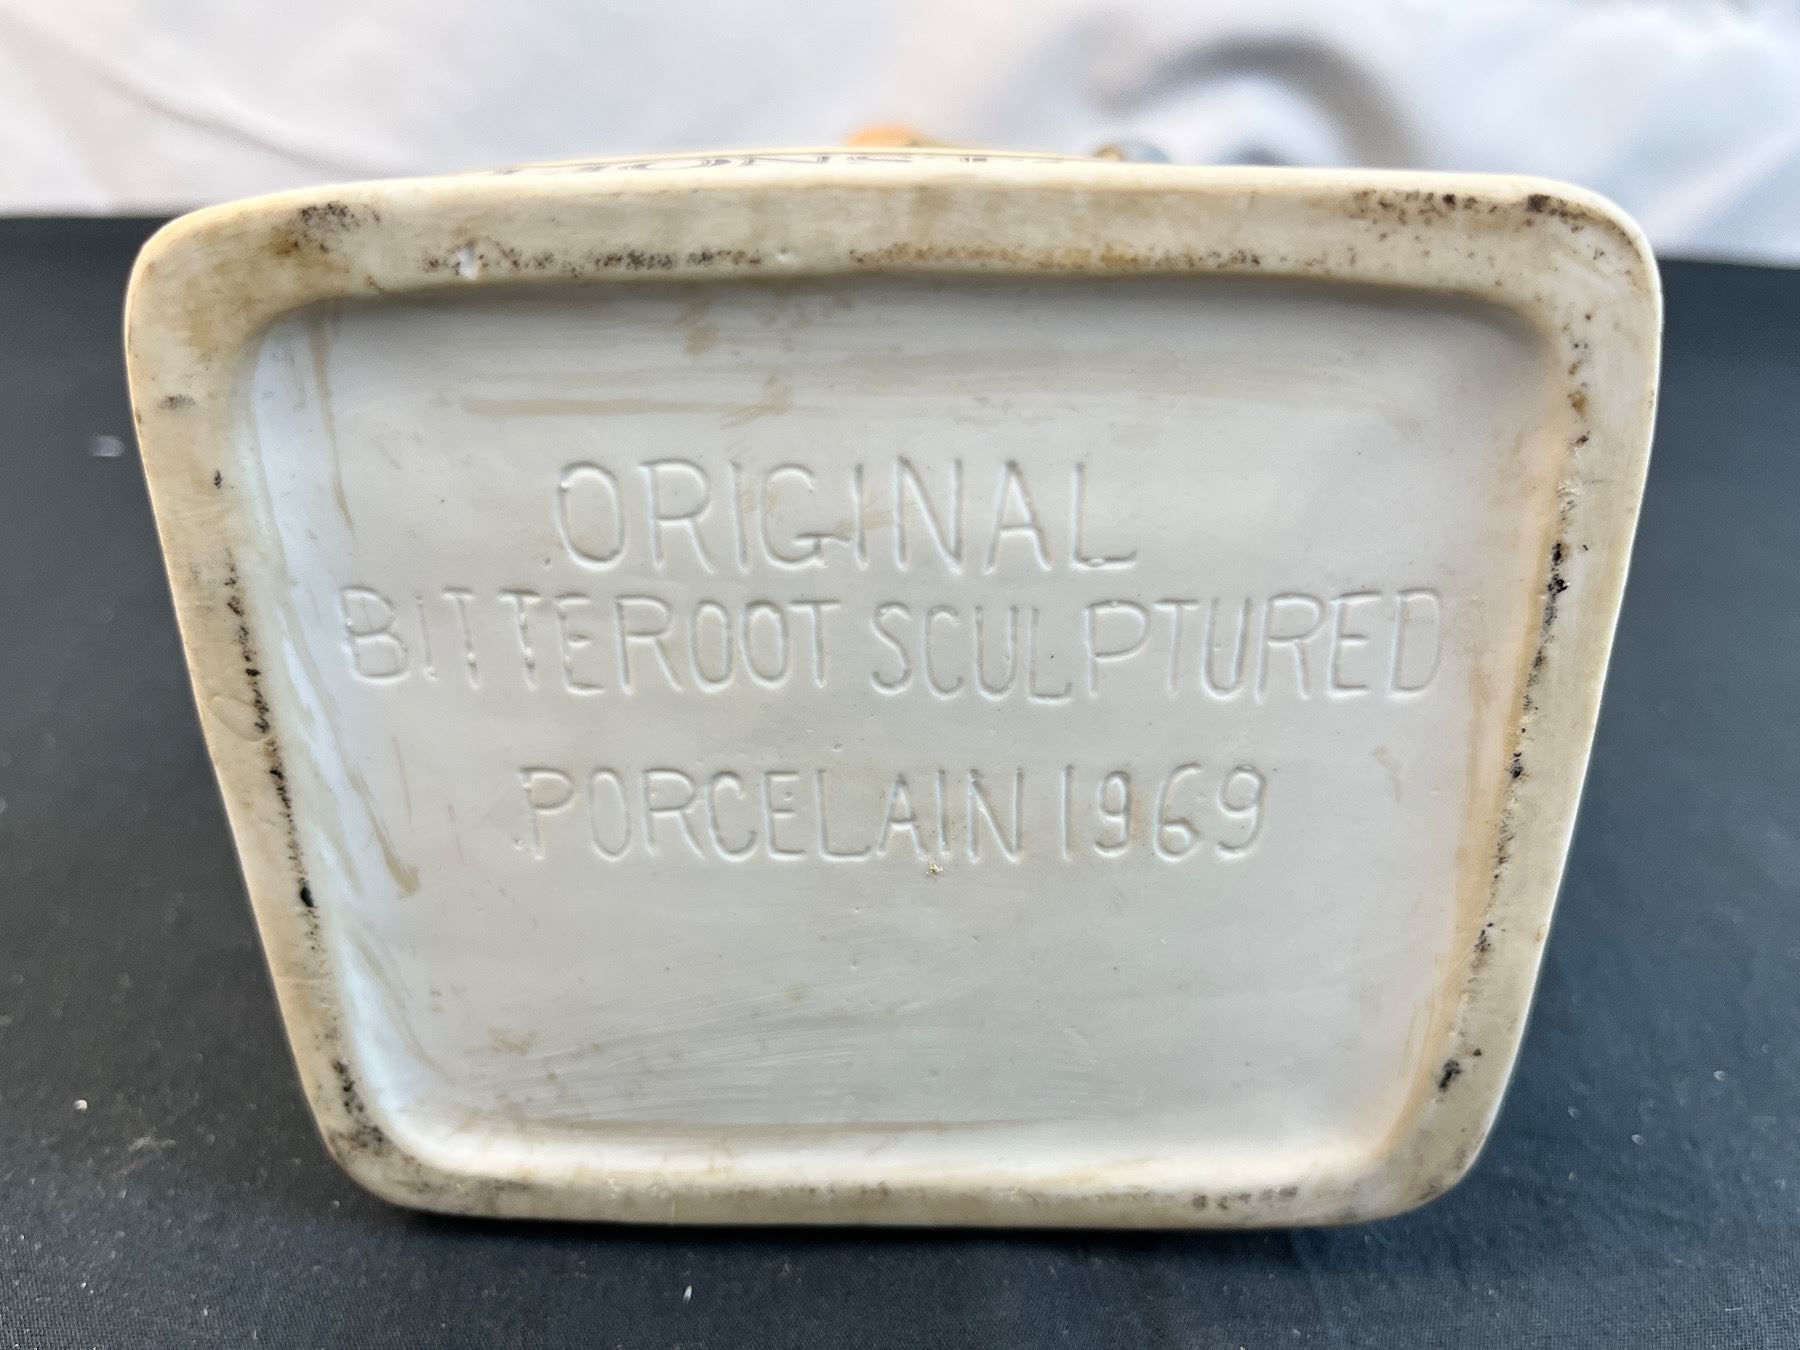 ORIGINAL
BITTEROOT SCULPTURED
PORCELAIN 1969